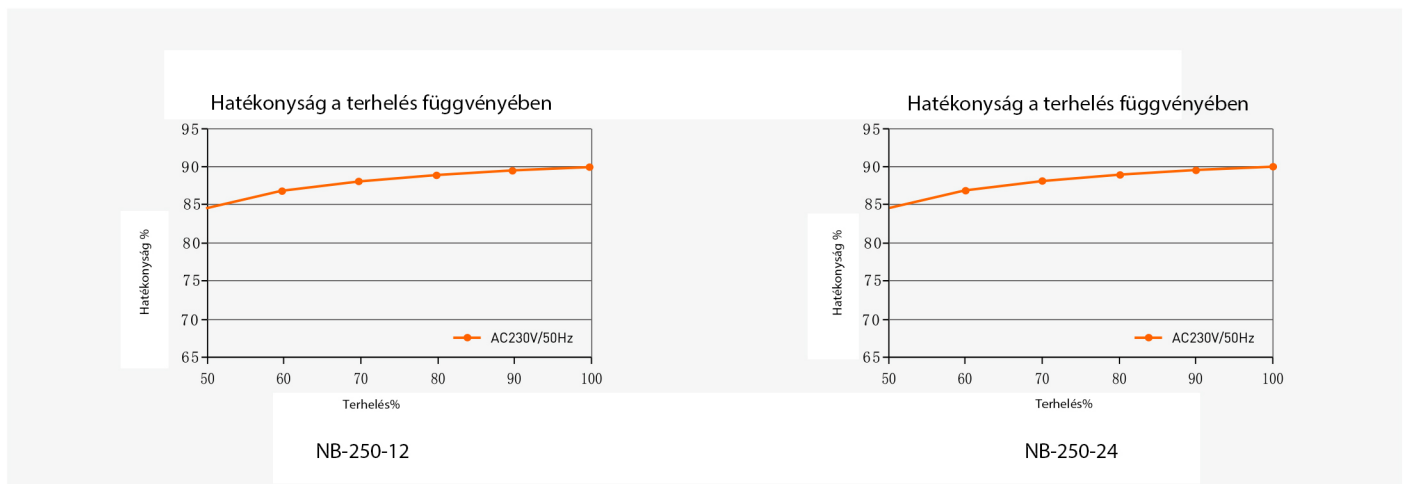 Hatékonyság a terhelés függvényében
95
90
85
80
75
70
65
Hatékonyság %
AC230V/50Hz
50 60 70 80 90 100
Terhelés%
NB-250-12
Hatékonyság a terhelés függvényében
95
90
85
80
75
70
65
Hatékonyság %
AC230V/50Hz
50 60 70 80 90 100
Terhelés%
NB-250-24